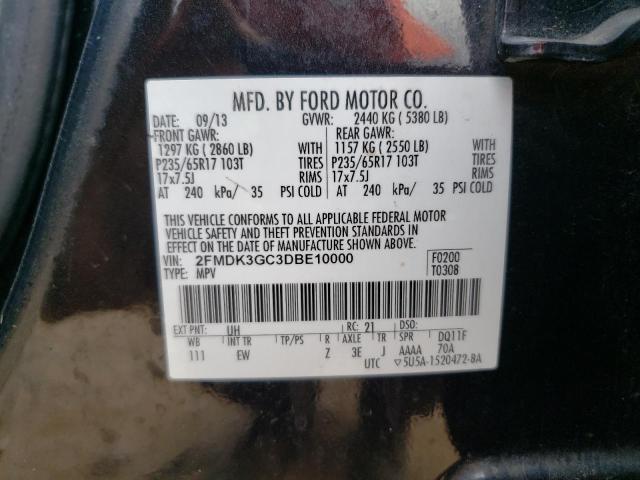 MFD. BY FORD MOTOR CO.
DATE: 09/13 GVWR: 2440 KG ( 5380 LB)
FRONT GAWR: REAR GAWR:
1297 KG ( 2860 LB) WITH 1157 KG ( 2550 LB) WITH
P235/65R17 103T TIRES P235/65R17 103T TIRES
17x7.5J RIMS 17x7.5J RIMS
AT 240 kPa/ 35 PSI COLD AT 240 kPa/ 35 PSI COLD
THIS VEHICLE CONFORMS TO ALL APPLICABLE FEDERAL MOTOR
VEHICLE SAFETY AND THEFT PREVENTION STANDARDS IN
EFFECT ON THE DATE OF MANUFACTURE SHOWN ABOVE.
VIN: 2FMDK3GC3DBE10000 F0200
TYPE: MPV T0308
EXT PNT: UH RC: 21 DSO:
WB INT TR TP/PS R AXLE TR SPR DQ11F
111 EW Z 3E J AAAA 70A
UTC ▽5U5A-1520472-BA